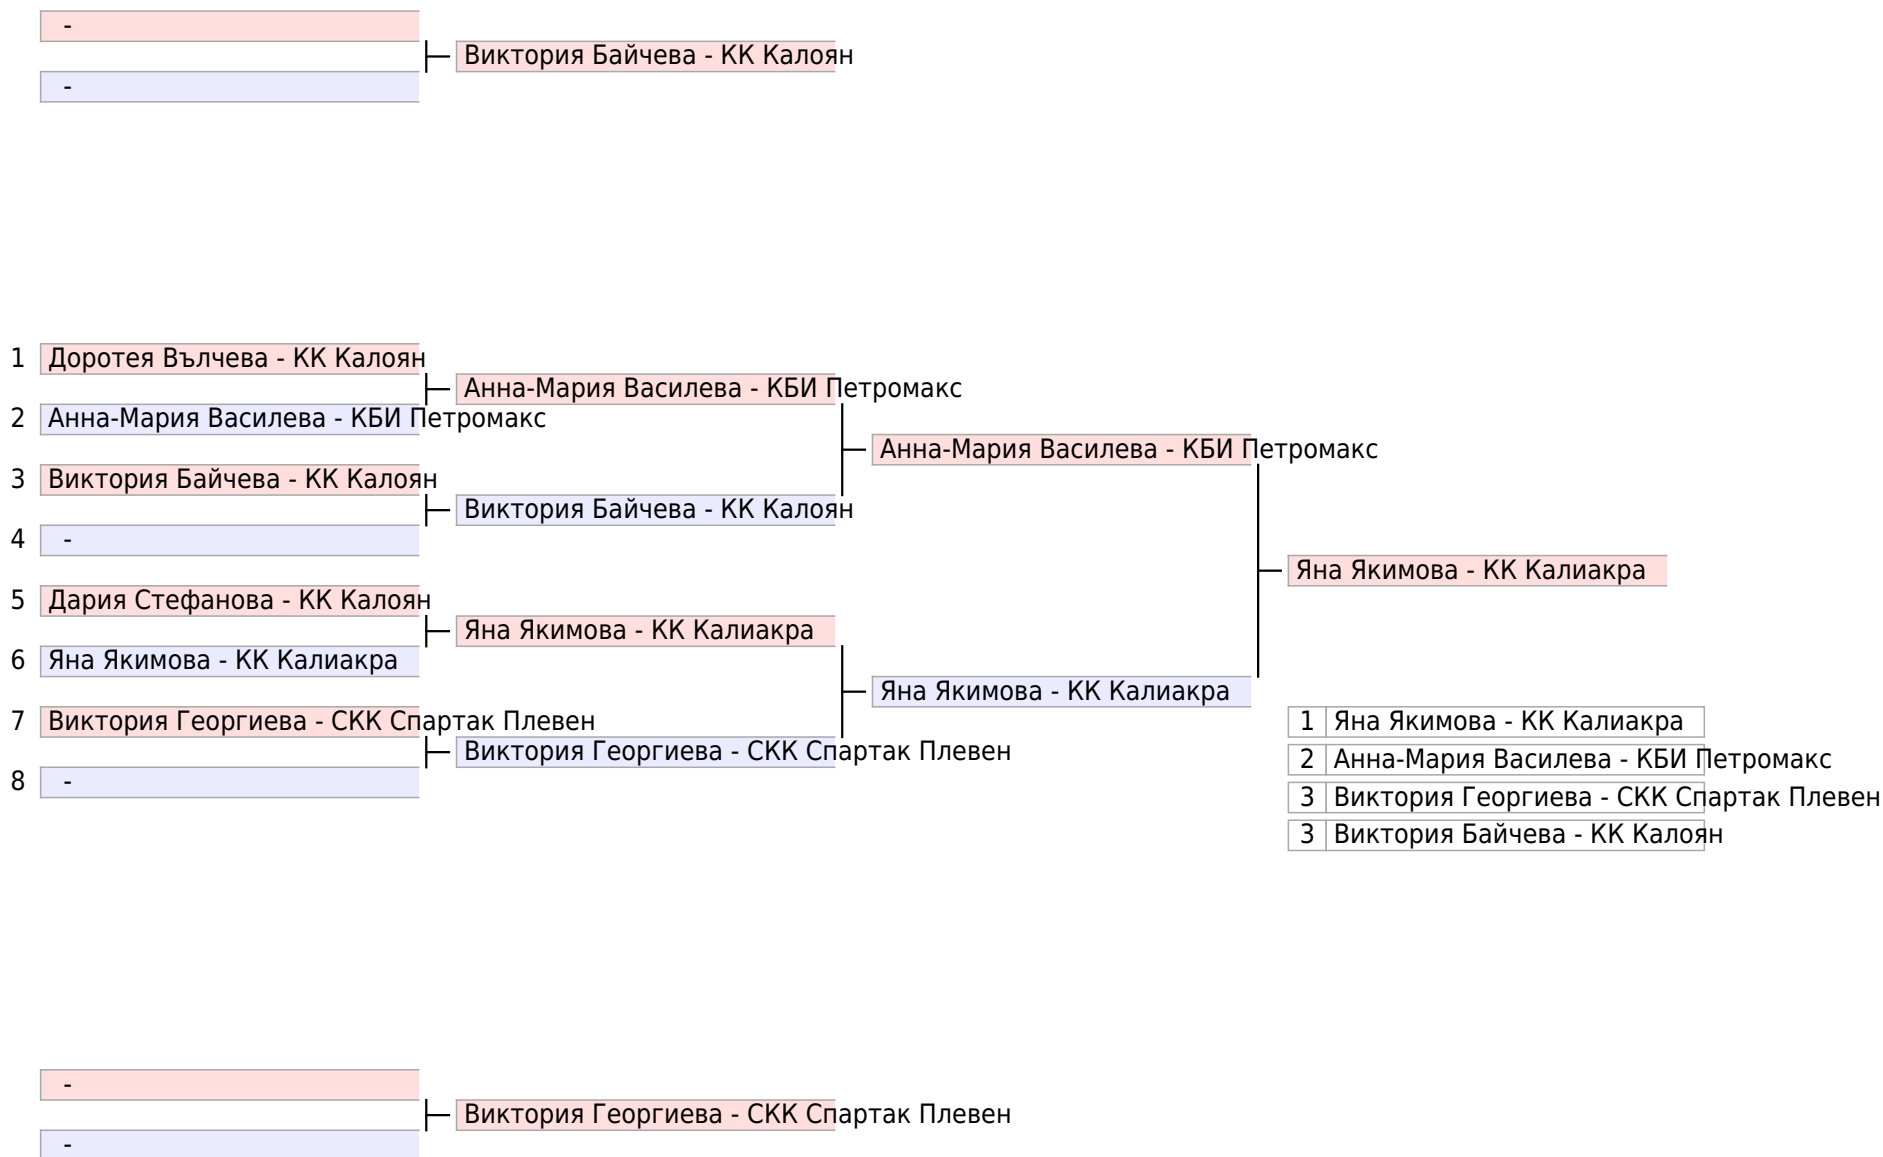 -
Виктория Байчева - КК Калоян
-
1 Доротея Вълчева - КК Калоян
Анна-Мария Василева - КБИ Петромакс
2 Анна-Мария Василева - КБИ Петромакс
Анна-Мария Василева - КБИ Петромакс
3 Виктория Байчева - КК Калоян
Виктория Байчева - КК Калоян
4 -
Яна Якимова - КК Калиакра
5 Дария Стефанова - КК Калоян
Яна Якимова - КК Калиакра
6 Яна Якимова - КК Калиакра
Яна Якимова - КК Калиакра
7 Виктория Георгиева - СКК Спартак Плевен
1 Яна Якимова - КК Калиакра
Виктория Георгиева - СКК Спартак Плевен
2 Анна-Мария Василева - КБИ Петромакс
8 -
3 Виктория Георгиева - СКК Спартак Плевен
3 Виктория Байчева - КК Калоян
-
Виктория Георгиева - СКК Спартак Плевен
-